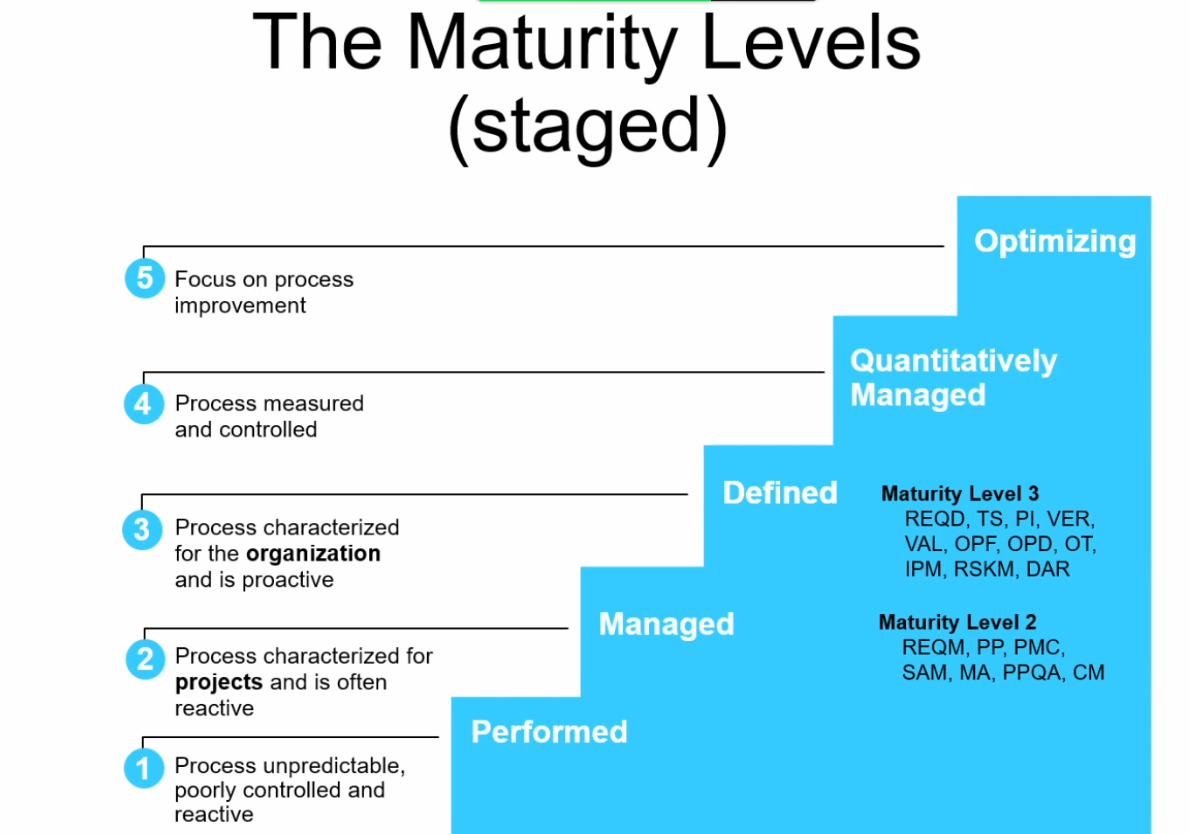 The Maturity Levels
(staged)
Optimizing
5
Focus on process
improvement
Quantitatively
Managed
4
Process measured
and controlled
Defined
3
Process characterized
for the organization
and is proactive
Maturity Level 3
REQD, TS, PI, VER,
VAL, OPF, OPD, OT,
IPM, RSKM, DAR
Managed
2
Process characterized for
projects and is often
reactive
Maturity Level 2
REQM, PP, PMC,
SAM, MA, PPQA, CM
Performed
1
Process unpredictable,
poorly controlled and
reactive